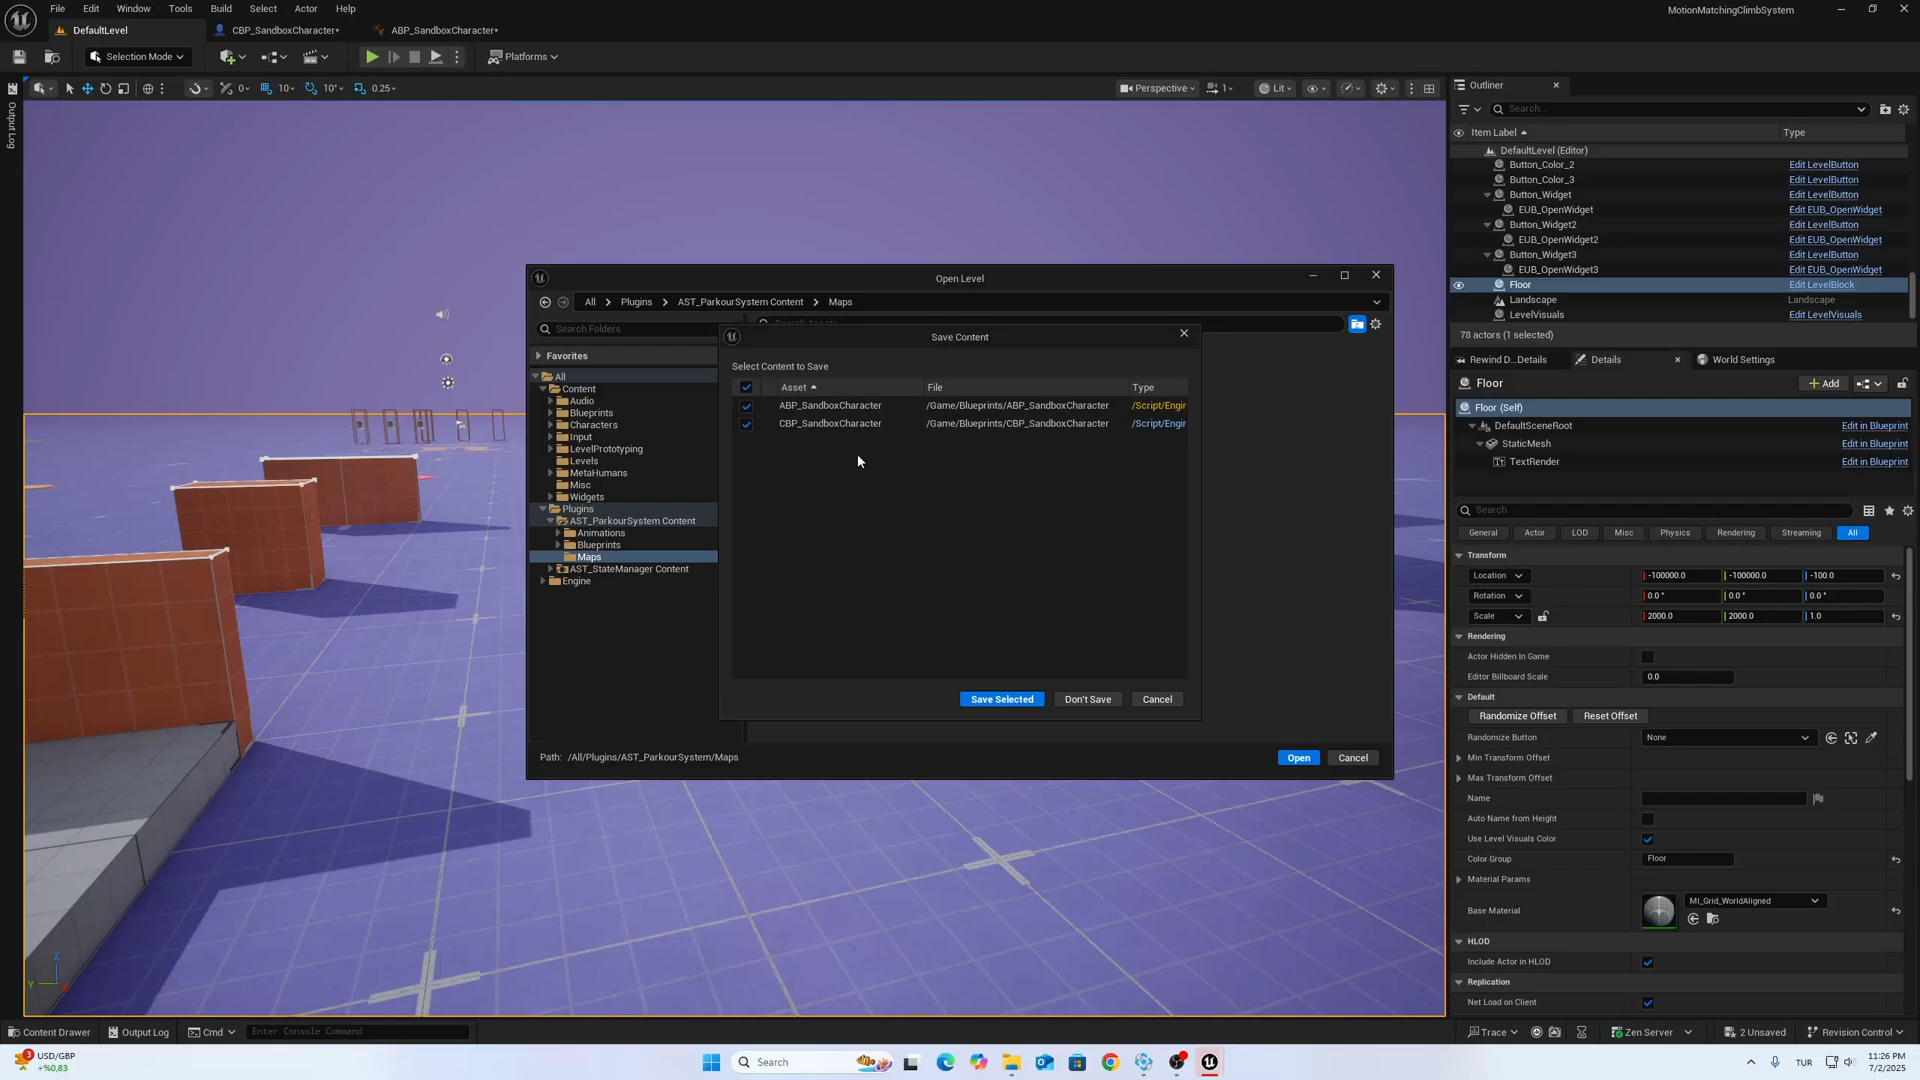 File Edit Window Tools Build Select Actor Help
MotionMatchingClimbSystem
DefaultLevel
CBP_SandboxCharacter*
ABP_SandboxCharacter*
Selection Mode
Platforms
0 10 10° 0.25
Perspective 1 Lit
Output Log
Outliner
Search...
Item Label Type
DefaultLevel (Editor)
Button_Color_2 Edit LevelButton
Button_Color_3 Edit LevelButton
Button_Widget Edit LevelButton
EUB_OpenWidget Edit EUB_OpenWidget
Button_Widget2 Edit LevelButton
EUB_OpenWidget2 Edit EUB_OpenWidget
Button_Widget3 Edit LevelButton
EUB_OpenWidget3 Edit EUB_OpenWidget
Floor Edit LevelBlock
Landscape Landscape
LevelVisuals Edit LevelVisuals
78 actors (1 selected)
Open Level
All > Plugins > AST_ParkourSystem Content > Maps
Search Folders
Favorites
All
Content
Audio
Blueprints
Characters
Input
LevelPrototyping
Levels
MetaHumans
Misc
Widgets
Plugins
AST_ParkourSystem Content
Animations
Blueprints
Maps
AST_StateManager Content
Engine
Save Content
Select Content to Save
Asset File Type
ABP_SandboxCharacter /Game/Blueprints/ABP_SandboxCharacter /Script/Engir
CBP_SandboxCharacter /Game/Blueprints/CBP_SandboxCharacter /Script/Engir
Save Selected Don't Save Cancel
Path: /All/Plugins/AST_ParkourSystem/Maps
Open Cancel
Rewind D...Details
Details
World Settings
Floor
Add
Floor (Self)
DefaultSceneRoot Edit in Blueprint
StaticMesh Edit in Blueprint
TextRender Edit in Blueprint
Search
General Actor LOD Misc Physics Rendering Streaming All
Transform
Location -100000.0 -100000.0 -100.0
Rotation 0.0 ° 0.0 ° 0.0 °
Scale 2000.0 2000.0 1.0
Rendering
Actor Hidden In Game
Editor Billboard Scale 0.0
Default
Randomize Offset Reset Offset
Randomize Button None
Min Transform Offset
Max Transform Offset
Name
Auto Name from Height
Use Level Visuals Color
Color Group Floor
Material Params
Base Material MI_Grid_WorldAligned
HLOD
Include Actor in HLOD
Replication
Net Load on Client
Z
Y
Content Drawer Output Log Cmd Enter Console Command
Trace Zen Server 2 Unsaved Revision Control
3 USD/GBP
+%0,83
Search
TUR
11:26 PM
7/2/2025